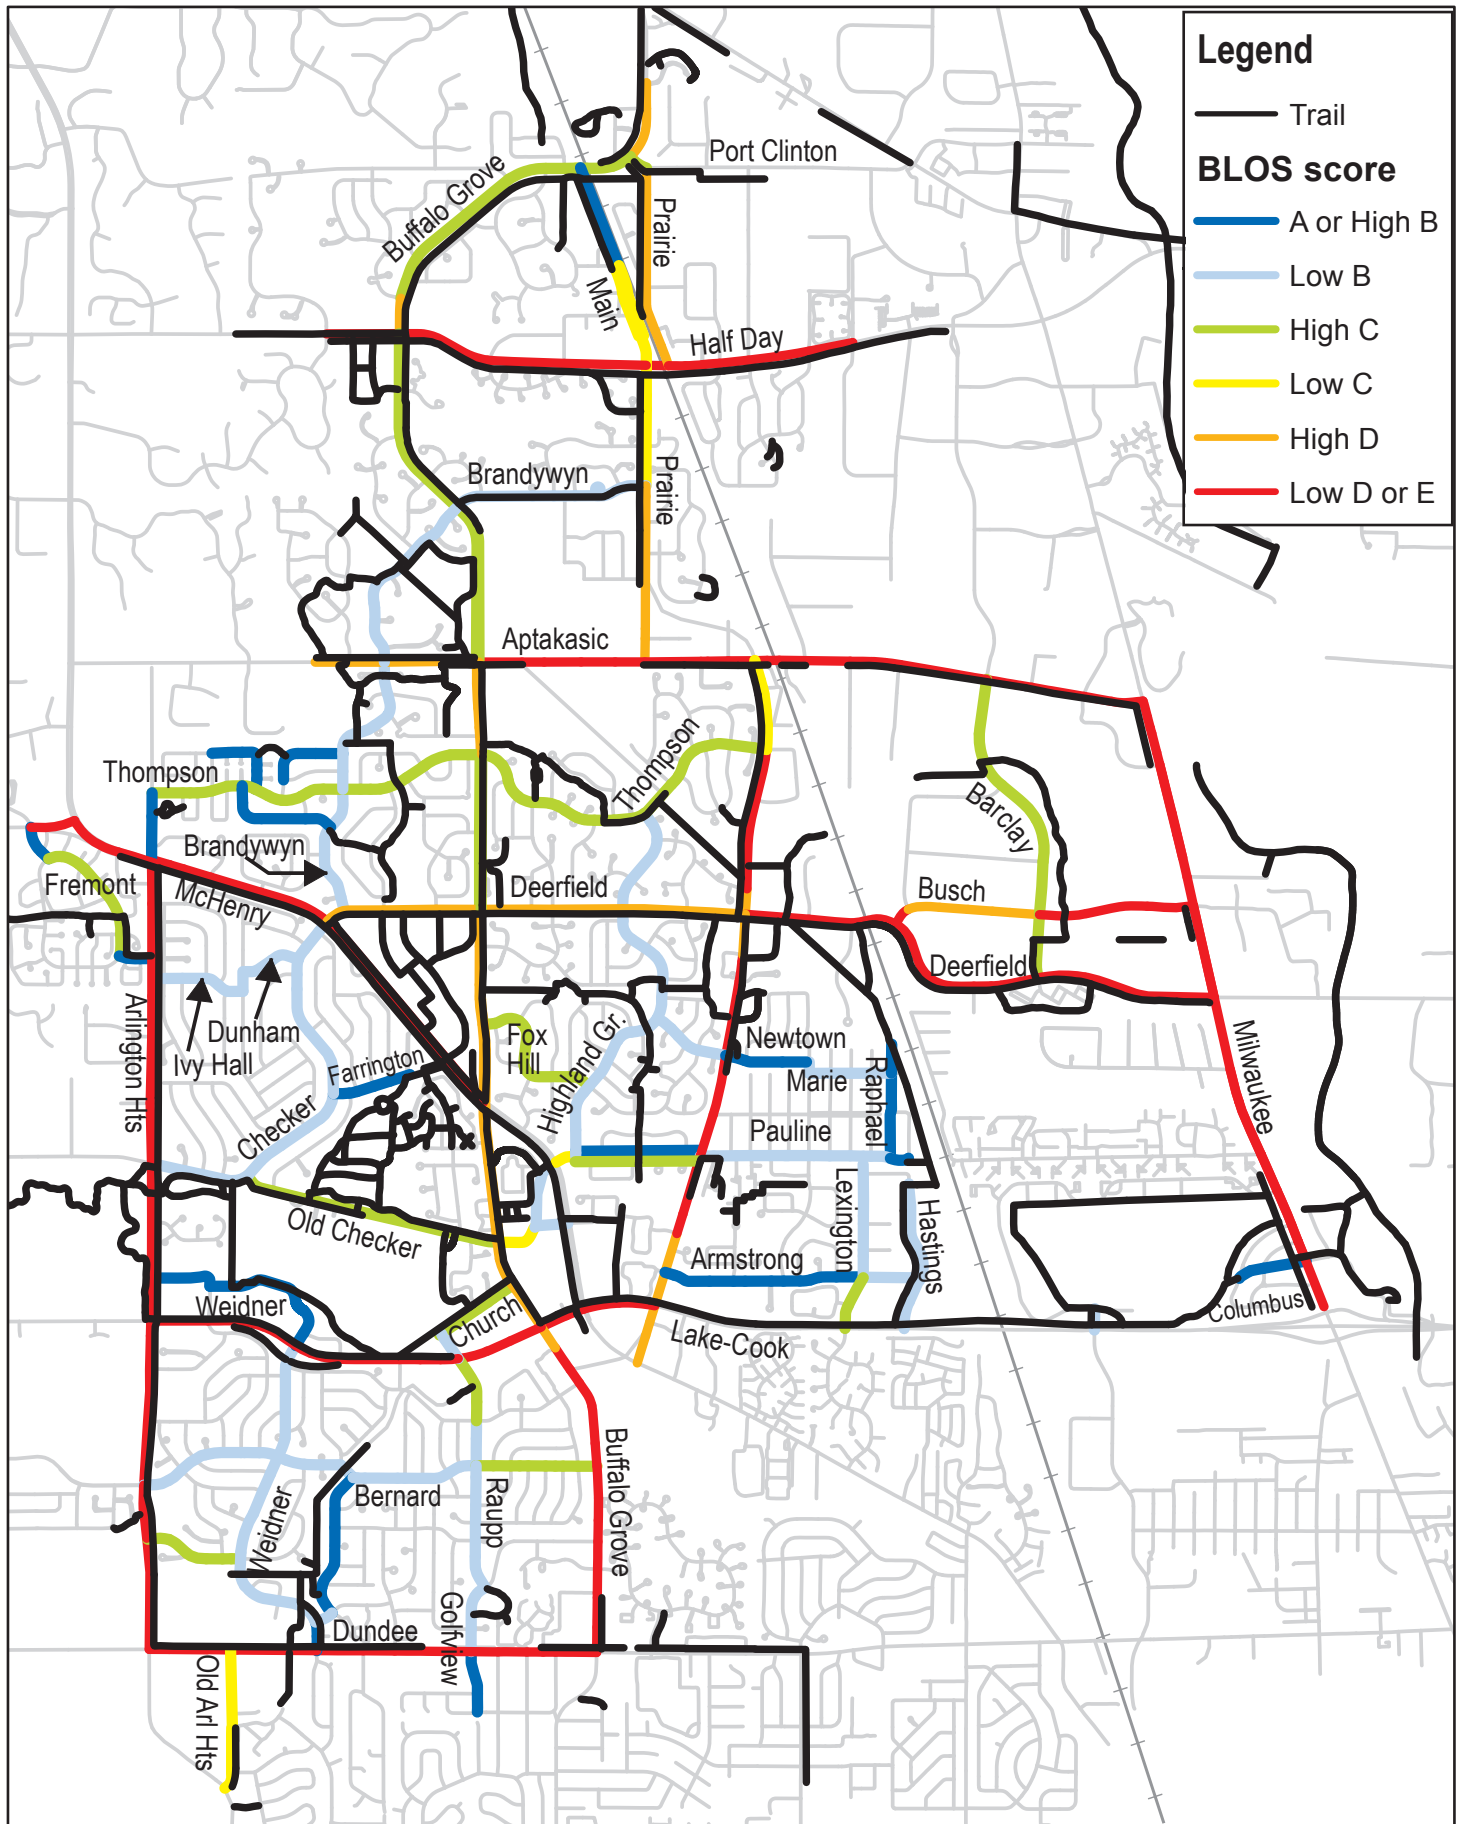 Legend
Trail
BLOS score
A or High B
Low B
High C
Low C
High D
Low D or E
Port Clinton
Buffalo Grove
Prairie
Main
Half Day
Brandywyn
Prairie
Aptakasic
Thompson
Thompson
Barclay
Brandywyn
Fremont
McHenry
Deerfield
Busch
Deerfield
Arlington Hts
Dunham
Ivy Hall
Fox
Hill
Highland Gr.
Newtown
Marie
Raphael
Milwaukee
Farrington
Checker
Pauline
Old Checker
Lexington
Hastings
Armstrong
Weidner
Church
Lake-Cook
Columbus
Buffalo Grove
Bernard
Raupp
Weidner
Golfview
Dundee
Old Arl Hts